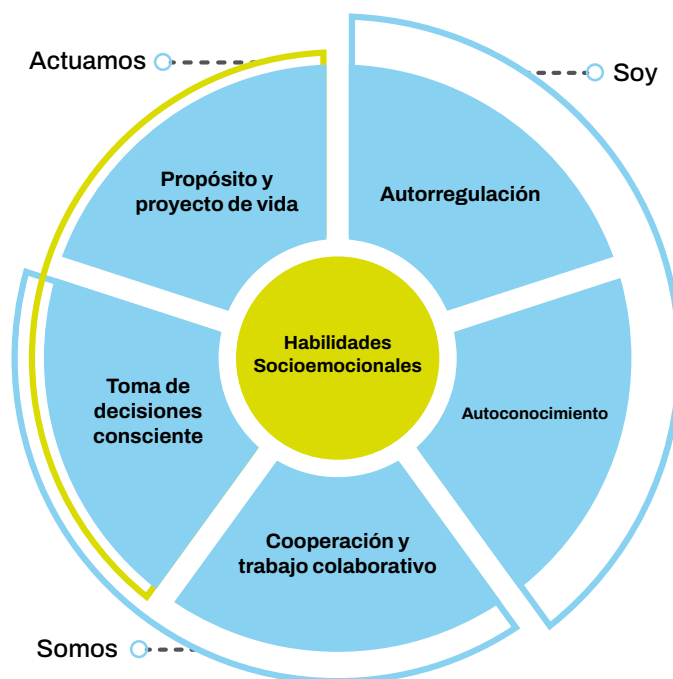 Actuamos
Soy
Propósito y
proyecto de vida
Autorregulación
Habilidades
Socioemocionales
Toma de
decisiones
consciente
Autoconocimiento
Cooperación y
trabajo colaborativo
Somos